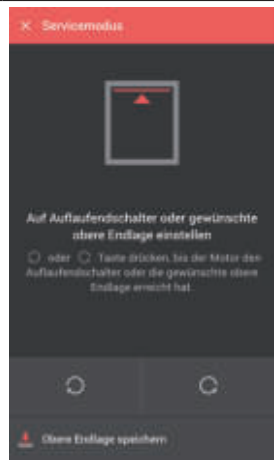 Servicemodus
Auf Auflaufendschalter oder gewünschte
obere Endlage einstellen
oder Taste drücken, bis der Motor den
Auflaufendschalter oder die gewünschte obere
Endlage erreicht hat.
Obere Endlage speichern